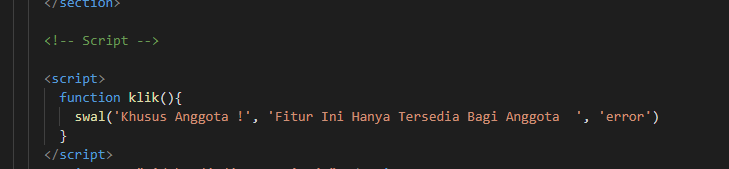 </section>
<!-- Script -->
<script>
function klik(){
swal('Khusus Anggota !', 'Fitur Ini Hanya Tersedia Bagi Anggota  ', 'error')
}
</script>